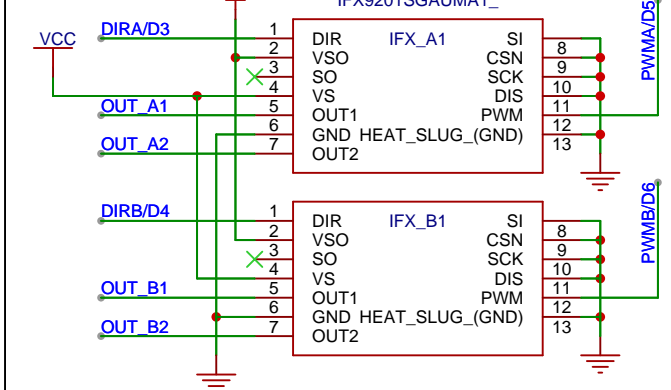 IFX9201SGAUMA1_
VCC
DIRA/D3
1
2
3
4
5
6
7
DIR
VSO
SO
VS
OUT1
GND
OUT2
IFX_A1
SI
CSN
SCK
DIS
PWM
HEAT_SLUG_(GND)
8
9
10
11
12
13
PWMA/D5
OUT_A1
OUT_A2
DIRB/D4
1
2
3
4
5
6
7
DIR
VSO
SO
VS
OUT1
GND
OUT2
IFX_B1
SI
CSN
SCK
DIS
PWM
HEAT_SLUG_(GND)
8
9
10
11
12
13
PWMB/D6
OUT_B1
OUT_B2